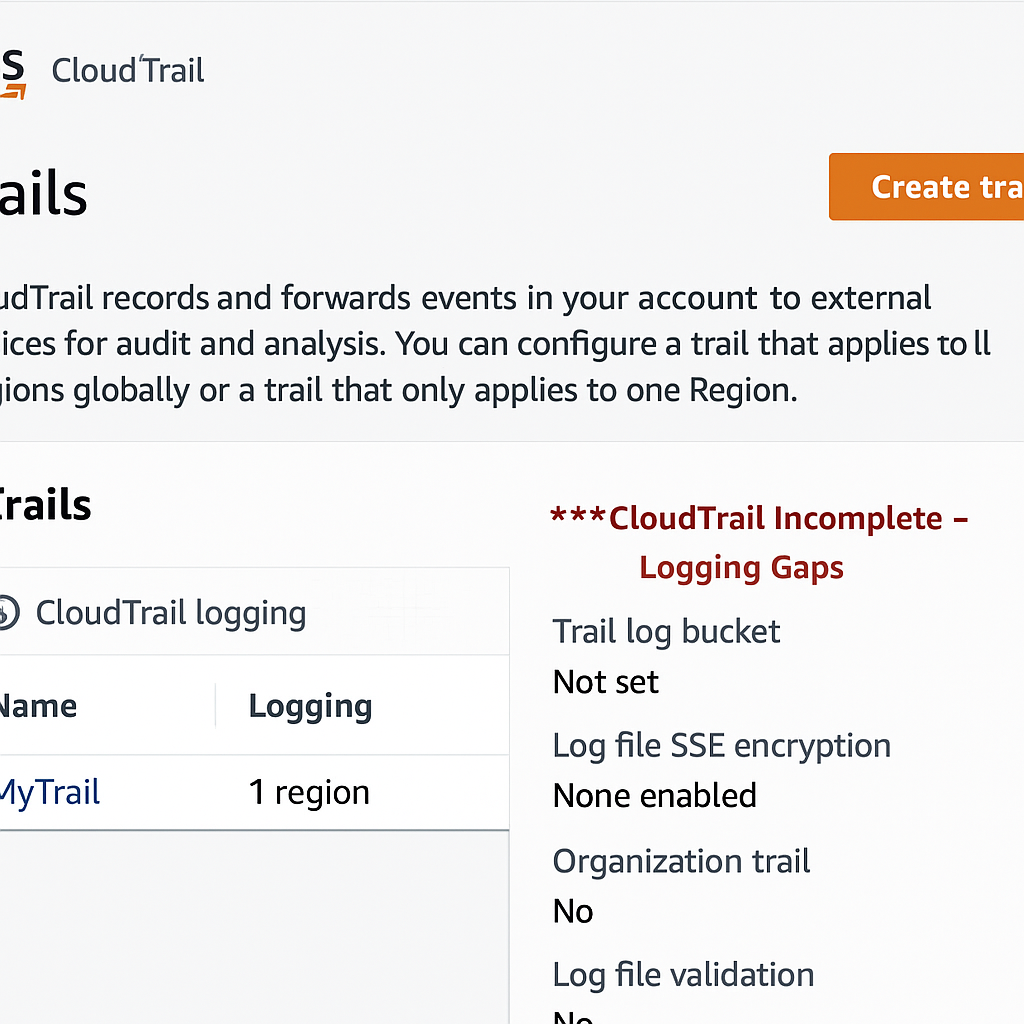 S CloudTrail
ails
Create tra
udTrail records and forwards events in your account to external
ices for audit and analysis. You can configure a trail that applies to ll
gions globally or a trail that only applies to one Region.
Trails
***CloudTrail Incomplete –
Logging Gaps
CloudTrail logging
Name Logging
MyTrail 1 region
Trail log bucket
Not set
Log file SSE encryption
None enabled
Organization trail
No
Log file validation
No